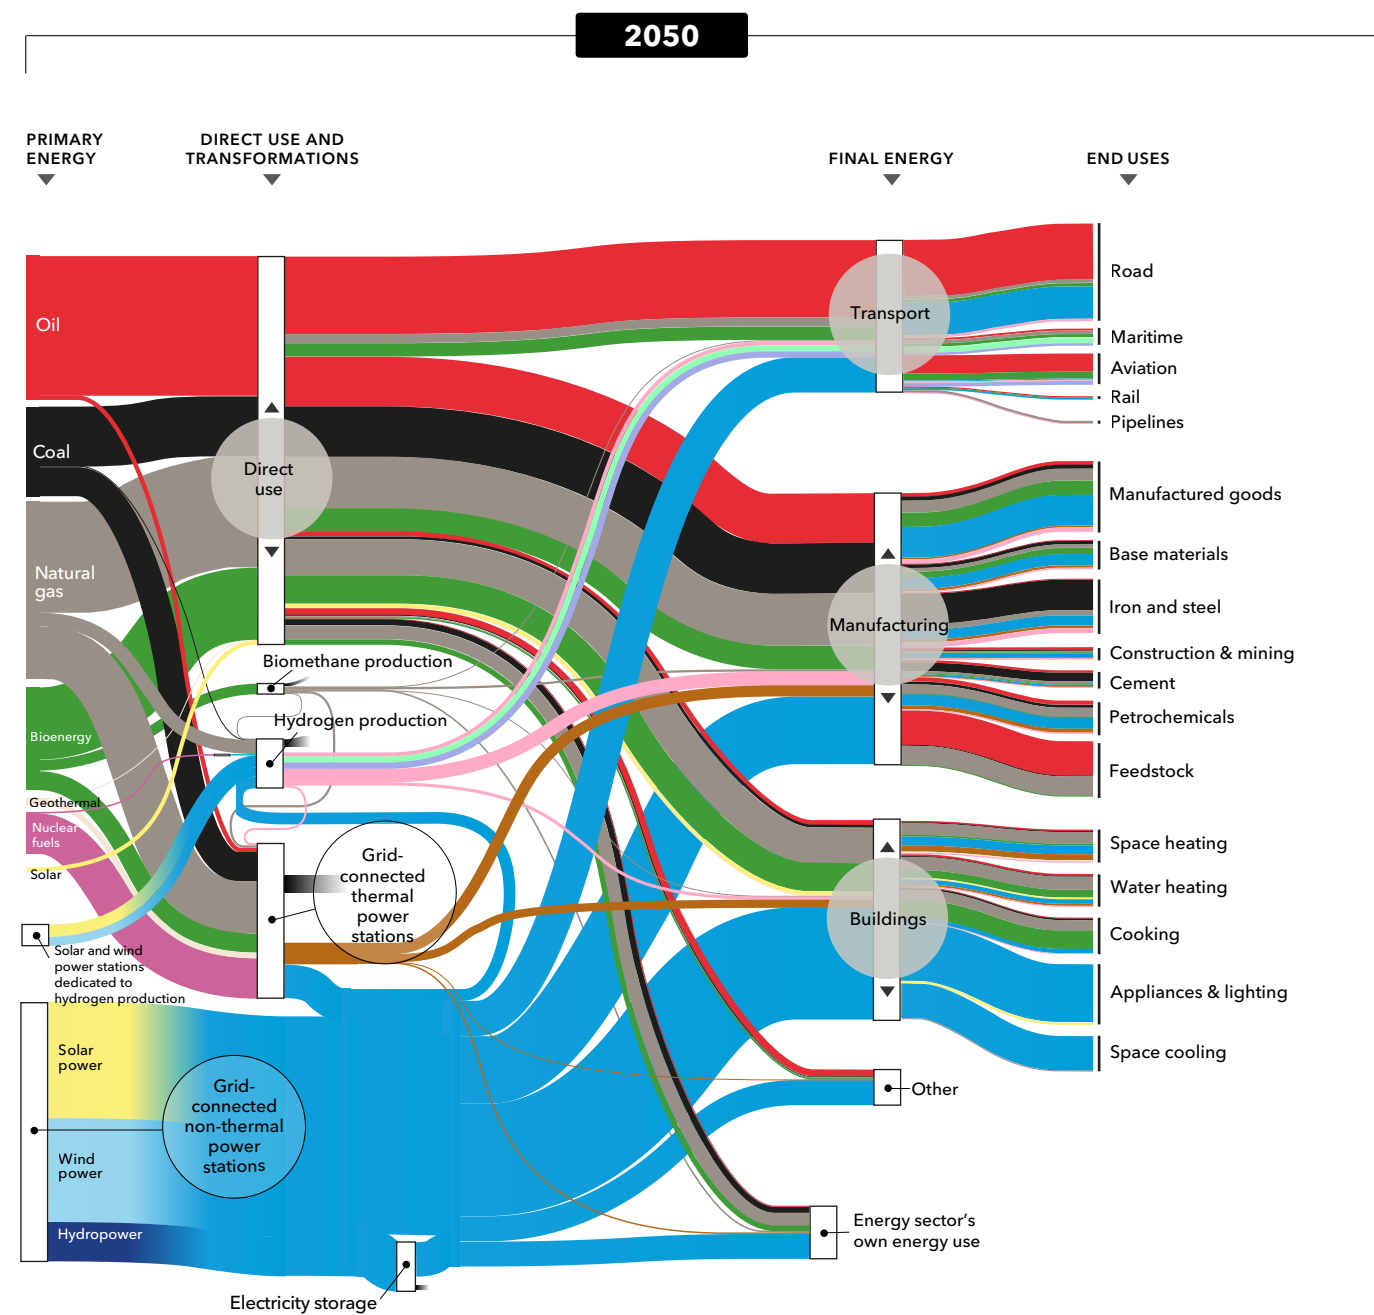 2050
PRIMARY
ENERGY
DIRECT USE AND
TRANSFORMATIONS
FINAL ENERGY
END USES
Oil
Coal
Natural
gas
Bioenergy
Geothermal
Nuclear
fuels
Solar
Solar and wind
power stations
dedicated to
hydrogen production
Solar
power
Wind
power
Hydropower
Direct
use
Biomethane production
Hydrogen production
Grid-
connected
thermal
power
stations
Grid-
connected
non-thermal
power
stations
Electricity storage
Transport
Manufacturing
Buildings
Other
Energy sector’s
own energy use
Road
Maritime
Aviation
Rail
Pipelines
Manufactured goods
Base materials
Iron and steel
Construction & mining
Cement
Petrochemicals
Feedstock
Space heating
Water heating
Cooking
Appliances & lighting
Space cooling